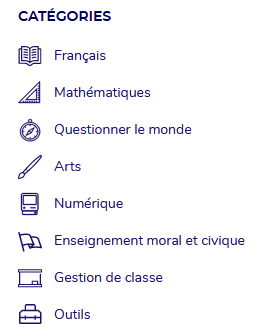 CATÉGORIES
Français
Mathématiques
Questionner le monde
Arts
Numérique
Enseignement moral et civique
Gestion de classe
Outils